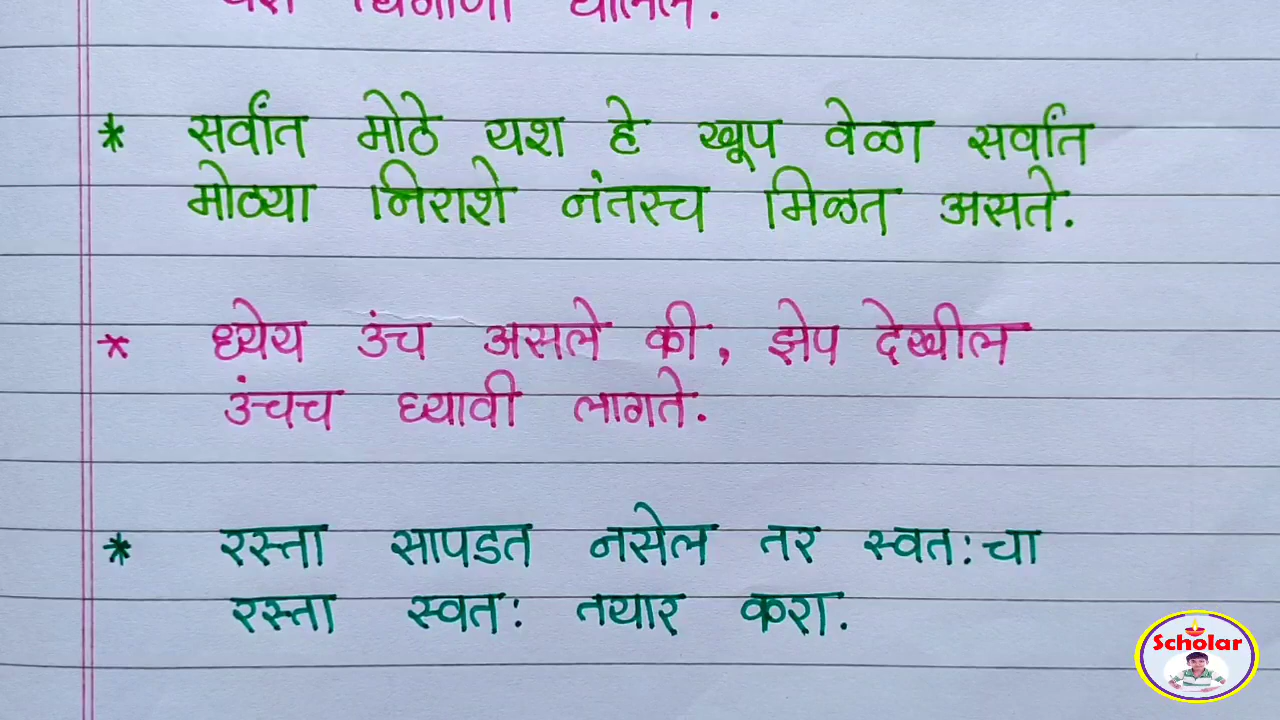 * सर्वांत मोठे यश हे खूप वेळा सर्वांत
मोठ्या निराशे नंतरच मिळत असते.
* ध्येय उंच असले की, झेप देखील
उंचच घ्यावी लागते.
* रस्ता सापडत नसेल तर स्वत:चा
रस्ता स्वत: तयार करा.
Scholar